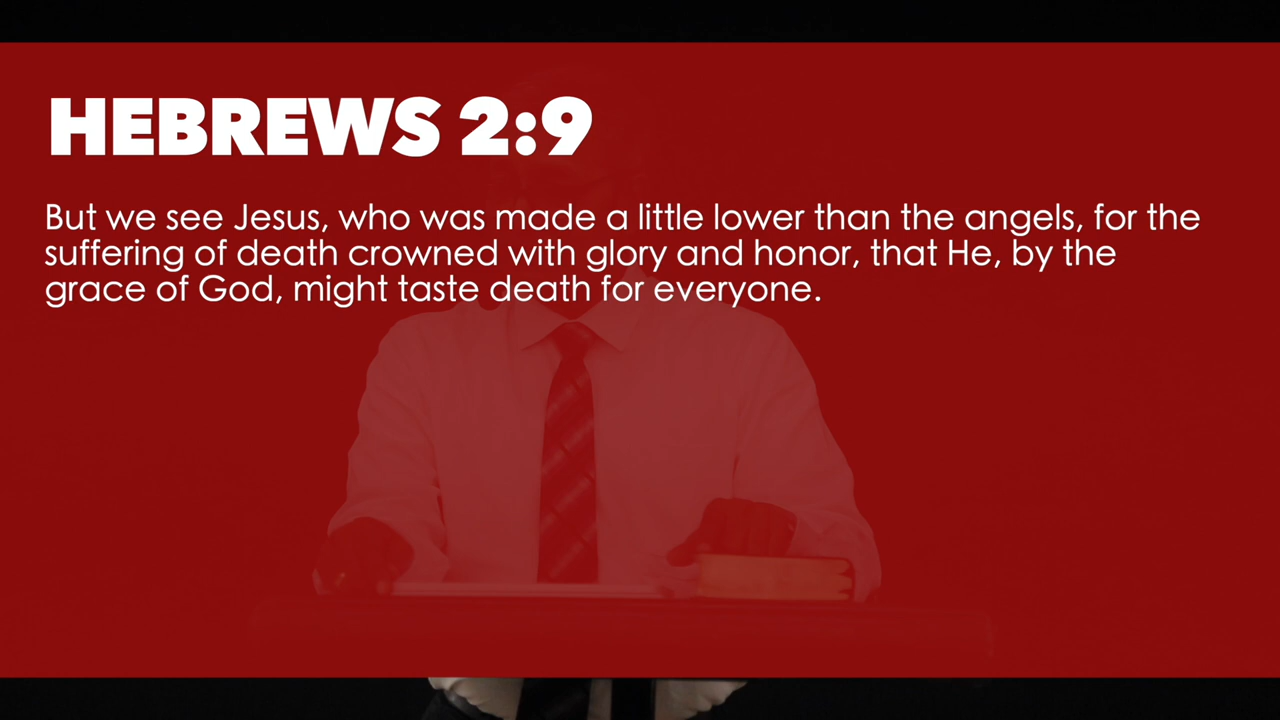 HEBREWS 2:9
But we see Jesus, who was made a little lower than the angels, for the
suffering of death crowned with glory and honor, that He, by the
grace of God, might taste death for everyone.